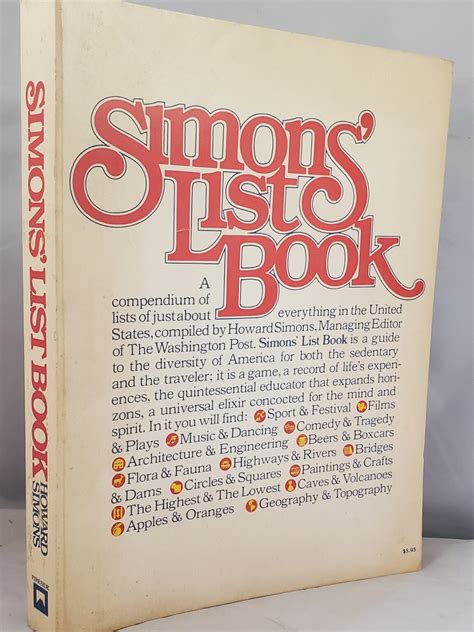 SIMONS' LIST BOOK
HOWARD
SIMONS
FIRESIDE
Simons'
List
Book
A
compendium of
lists of just about everything in the United
States, compiled by Howard Simons, Managing Editor
of The Washington Post. Simons' List Book is a guide
to the diversity of America for both the sedentary
and the traveler; it is a game, a record of life's experi-
ences, the quintessential educator that expands hori-
zons, a universal elixir concocted for the mind and
spirit. In it you will find: Sport & Festival Films
& Plays Music & Dancing Comedy & Tragedy
Architecture & Engineering Beers & Boxcars
Flora & Fauna Highways & Rivers Bridges
& Dams Circles & Squares Paintings & Crafts
The Highest & The Lowest Caves & Volcanoes
Apples & Oranges Geography & Topography
$5.95